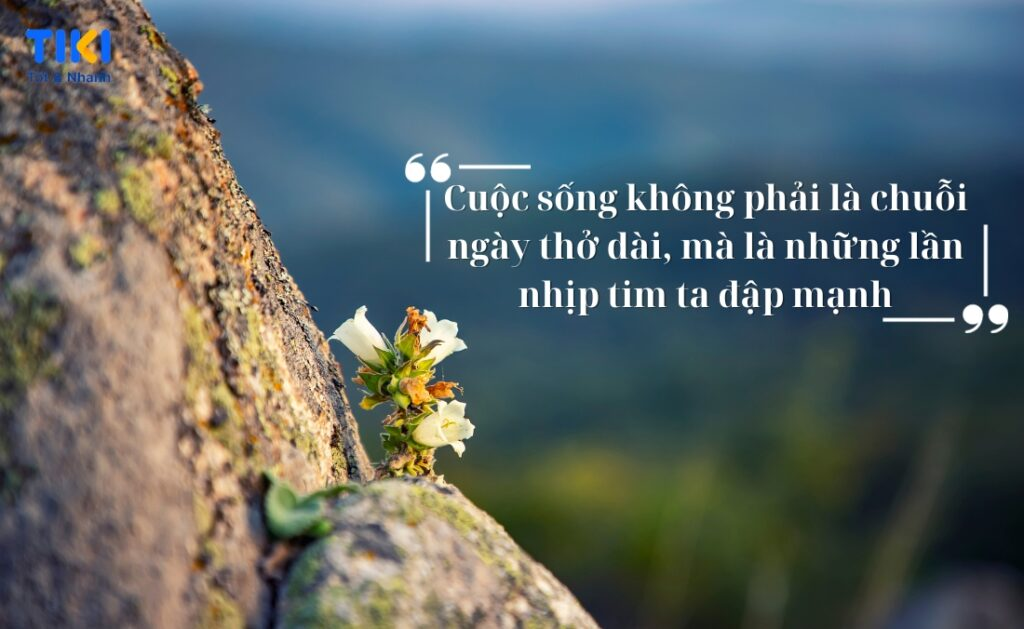 TIKI
Tốt & Nhanh
“Cuộc sống không phải là chuỗi
ngày thở dài, mà là những lần
nhịp tim ta đập mạnh”